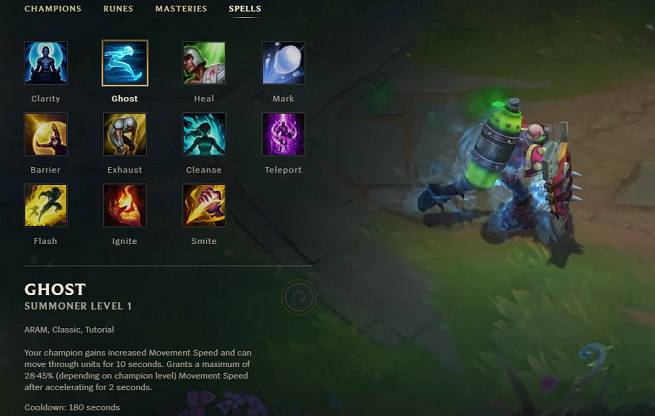 CHAMPIONS RUNES MASTERIES SPELLS
Clarity Ghost Heal Mark
Barrier Exhaust Cleanse Teleport
Flash Ignite Smite
GHOST
SUMMONER LEVEL 1
ARAM, Classic, Tutorial
Your champion gains increased Movement Speed and can
move through units for 10 seconds. Grants a maximum of
28-45% (depending on champion level) Movement Speed
after accelerating for 2 seconds.
Cooldown: 180 seconds